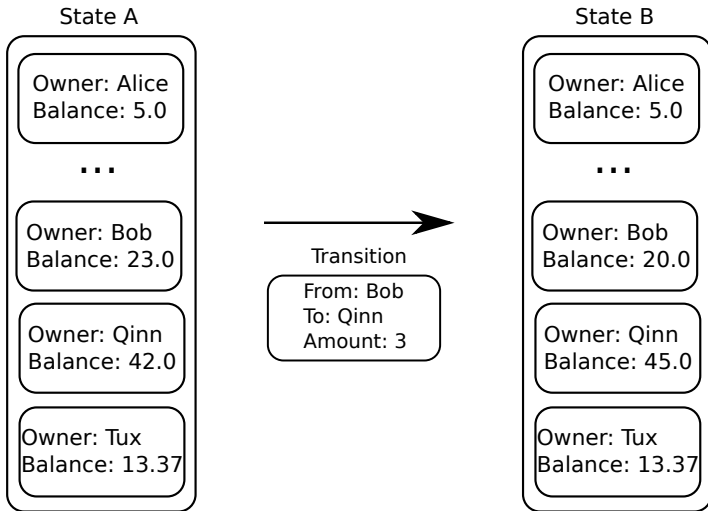 State A
Owner: Alice
Balance: 5.0
...
Owner: Bob
Balance: 23.0
Owner: Qinn
Balance: 42.0
Owner: Tux
Balance: 13.37
Transition
From: Bob
To: Qinn
Amount: 3
State B
Owner: Alice
Balance: 5.0
...
Owner: Bob
Balance: 20.0
Owner: Qinn
Balance: 45.0
Owner: Tux
Balance: 13.37